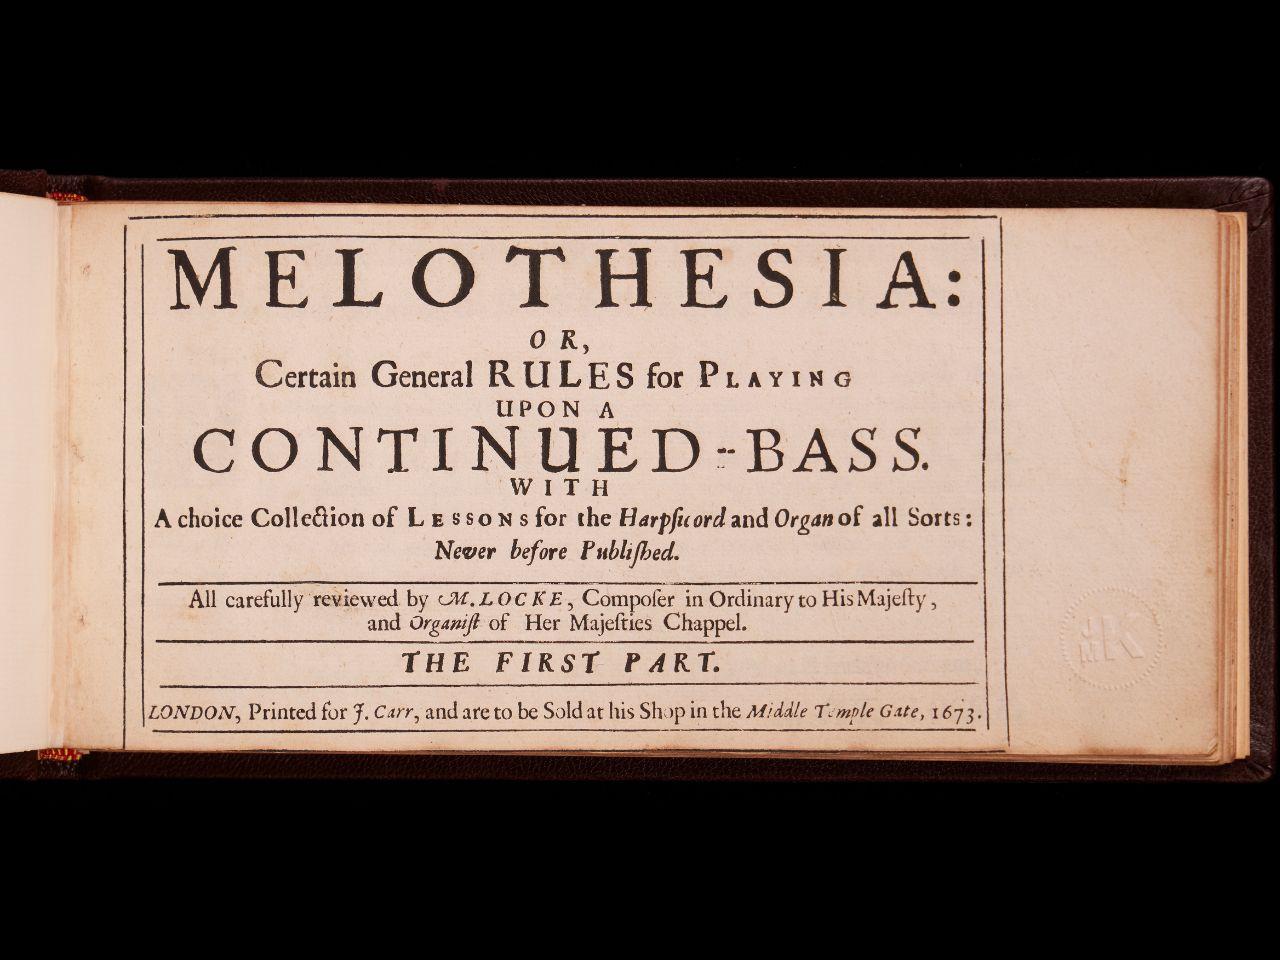 MELOTHESIA:
OR,
Certain General RULES for PLAYING
UPON A
CONTINUED-BASS.
WITH
A choice Collection of LESSONS for the Harpſicord and Organ of all Sorts:
Never before Publiſhed.
All carefully reviewed by M. LOCKE, Compoſer in Ordinary to His Majeſty,
and Organiſt of Her Majeſties Chappel.
THE FIRST PART.
LONDON, Printed for J. Carr, and are to be Sold at his Shop in the Middle Temple Gate, 1673.